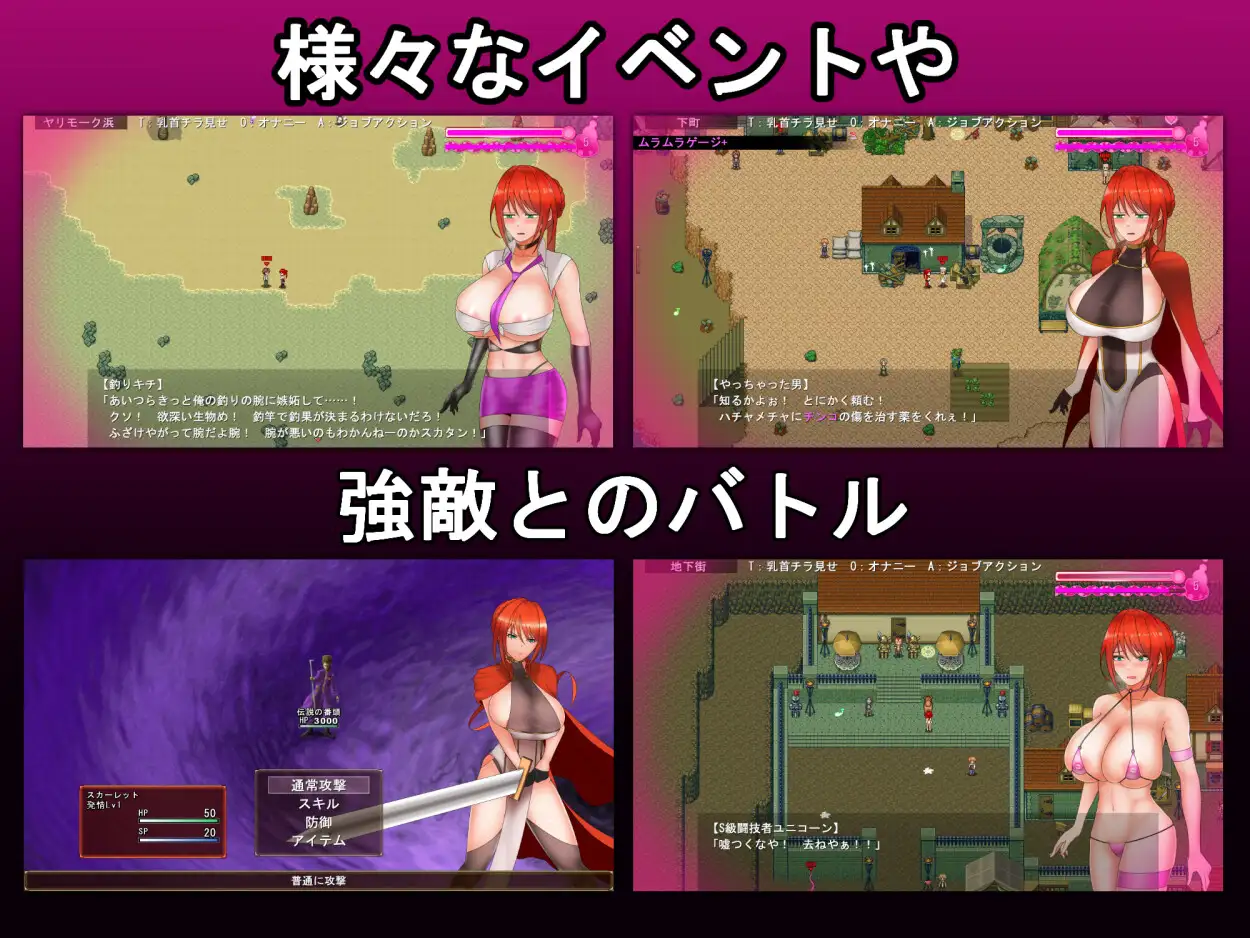 様々なイベントや
ヤリモーク浜 T：乳首チラ見せ O：オナニー A：ジョブアクション
5
【釣りキチ】
「あいつらきっと俺の釣りの腕に嫉妬して……！
クソ！ 欲深い生物め！ 釣竿で釣果が決まるわけないだろ！
ふざけやがって腕だよ腕！ 腕が悪いのもわかんねーのかスカタン！」
下町 T：乳首チラ見せ O：オナニー A：ジョブアクション
5
ムラムラゲージ+
【やっちゃった男】
「知るかよぉ！ とにかく頼む！
ハチャメチャにチンコの傷を治す薬をくれぇ！」
強敵とのバトル
伝説の番頭
HP 3000
スカーレット
発情Lv1
HP 50
SP 20
通常攻撃
スキル
防御
アイテム
普通に攻撃
地下街 T：乳首チラ見せ O：オナニー A：ジョブアクション
5
【S級闘技者ユニコーン】
「嘘つくなや！ 去ねやぁ！！」